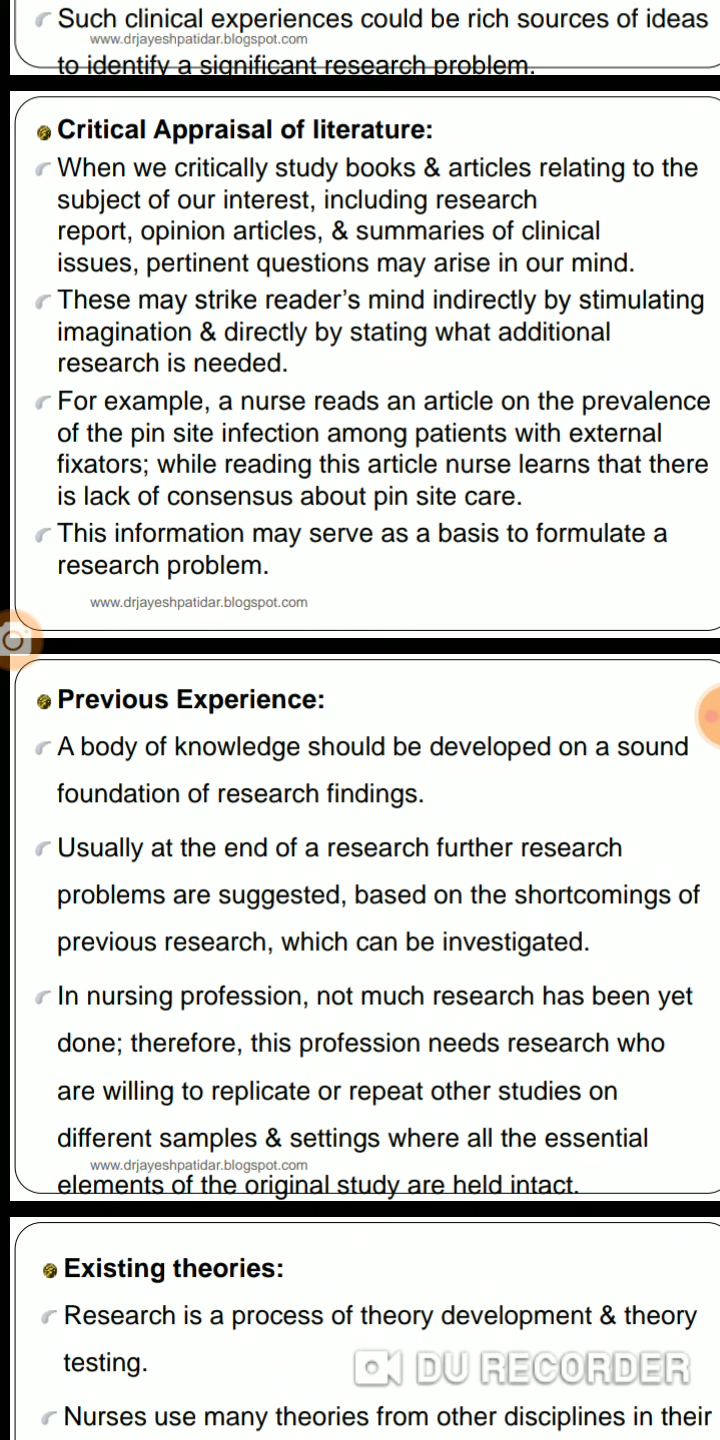 Such clinical experiences could be rich sources of ideas
www.drjayeshpatidar.blogspot.com
to identify a significant research problem.
Critical Appraisal of literature:
When we critically study books & articles relating to the
subject of our interest, including research
report, opinion articles, & summaries of clinical
issues, pertinent questions may arise in our mind.
These may strike reader's mind indirectly by stimulating
imagination & directly by stating what additional
research is needed.
For example, a nurse reads an article on the prevalence
of the pin site infection among patients with external
fixators; while reading this article nurse learns that there
is lack of consensus about pin site care.
This information may serve as a basis to formulate a
research problem.
www.drjayeshpatidar.blogspot.com
Previous Experience:
A body of knowledge should be developed on a sound
foundation of research findings.
Usually at the end of a research further research
problems are suggested, based on the shortcomings of
previous research, which can be investigated.
In nursing profession, not much research has been yet
done; therefore, this profession needs research who
are willing to replicate or repeat other studies on
different samples & settings where all the essential
www.drjayeshpatidar.blogspot.com
elements of the original study are held intact.
Existing theories:
Research is a process of theory development & theory
testing.
DU RECORDER
Nurses use many theories from other disciplines in their